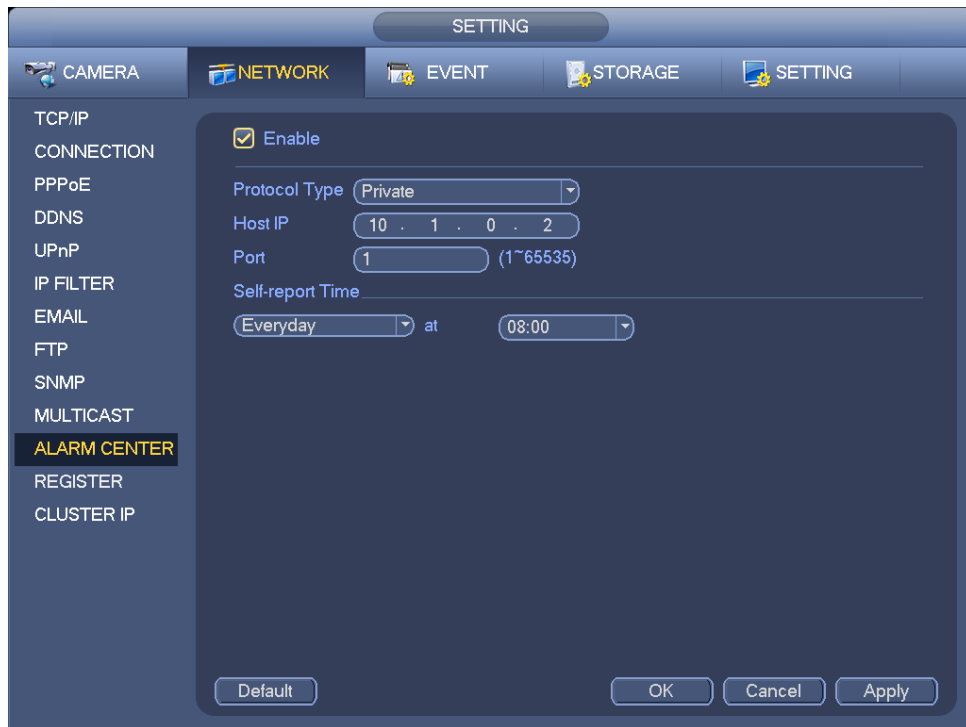 SETTING
CAMERA NETWORK EVENT STORAGE SETTING
TCP/IP
CONNECTION
PPPoE
DDNS
UPnP
IP FILTER
EMAIL
FTP
SNMP
MULTICAST
ALARM CENTER
REGISTER
CLUSTER IP
Enable
Protocol Type Private
Host IP 10 . 1 . 0 . 2
Port 1 (1~65535)
Self-report Time
Everyday at 08:00
Default OK Cancel Apply